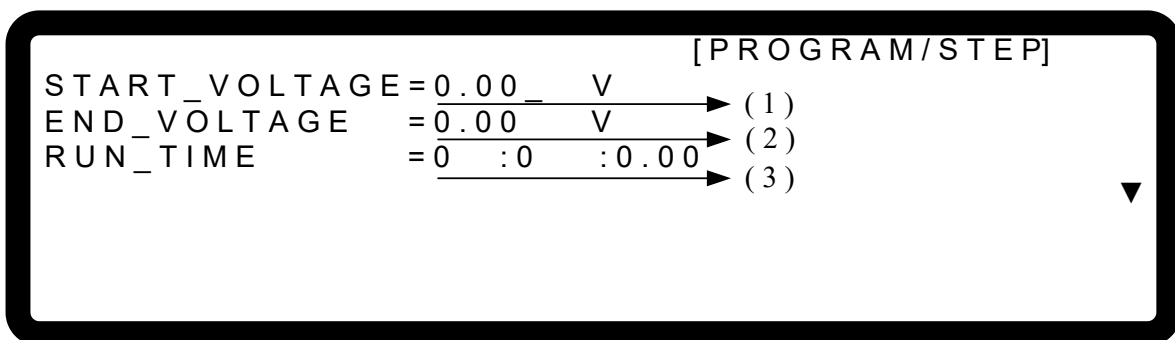 [PROGRAM/STEP]
START_VOLTAGE=0.00_ V
(1)
END_VOLTAGE =0.00 V
(2)
RUN_TIME =0 :0 :0.00
(3)
▼